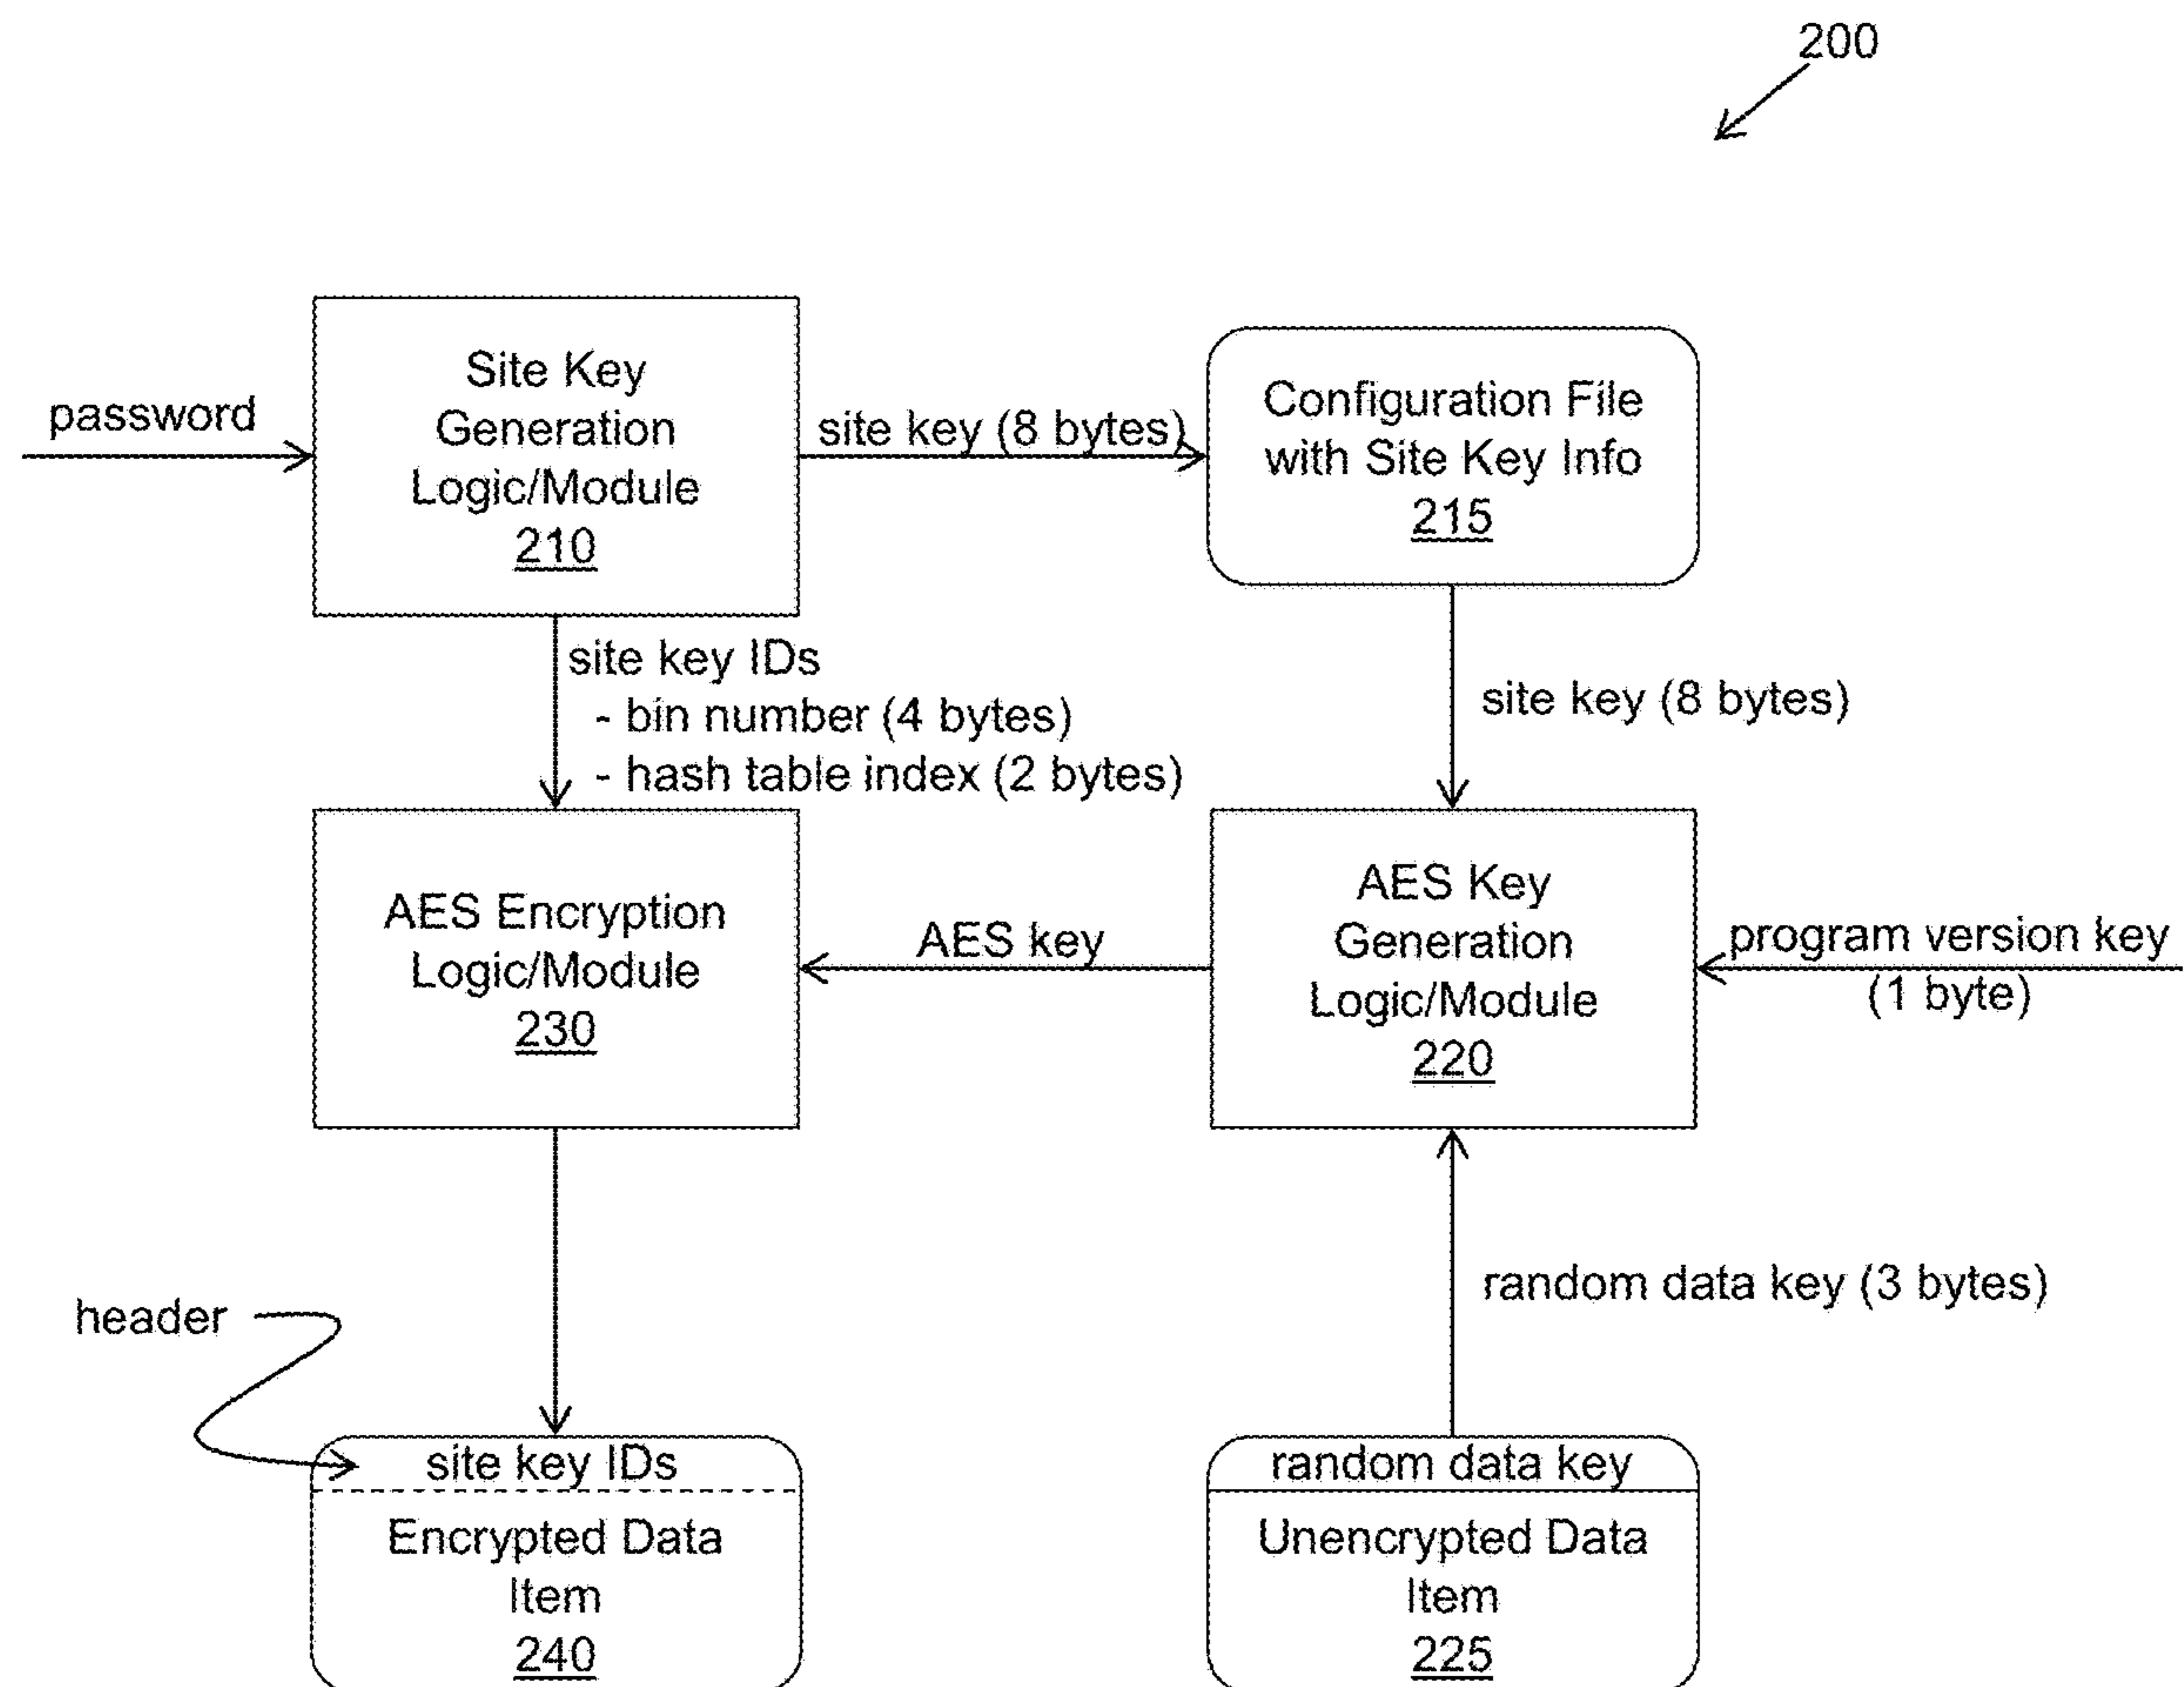 200
password
Site Key
Generation
Logic/Module
210
site key (8 bytes)
Configuration File
with Site Key Info
215
site key IDs
- bin number (4 bytes)
- hash table index (2 bytes)
site key (8 bytes)
AES Encryption
Logic/Module
230
AES key
AES Key
Generation
Logic/Module
220
program version key
(1 byte)
header
random data key (3 bytes)
site key IDs
Encrypted Data
Item
240
random data key
Unencrypted Data
Item
225